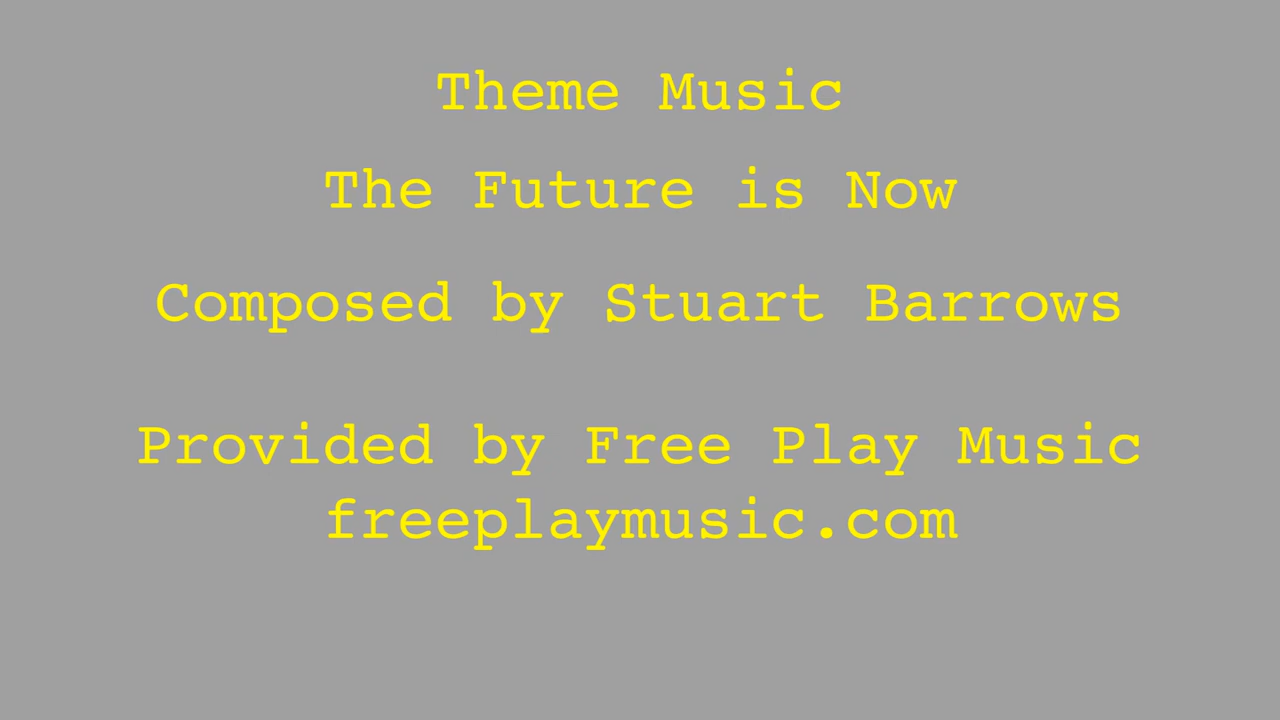 Theme Music
The Future is Now
Composed by Stuart Barrows
Provided by Free Play Music
freeplaymusic.com